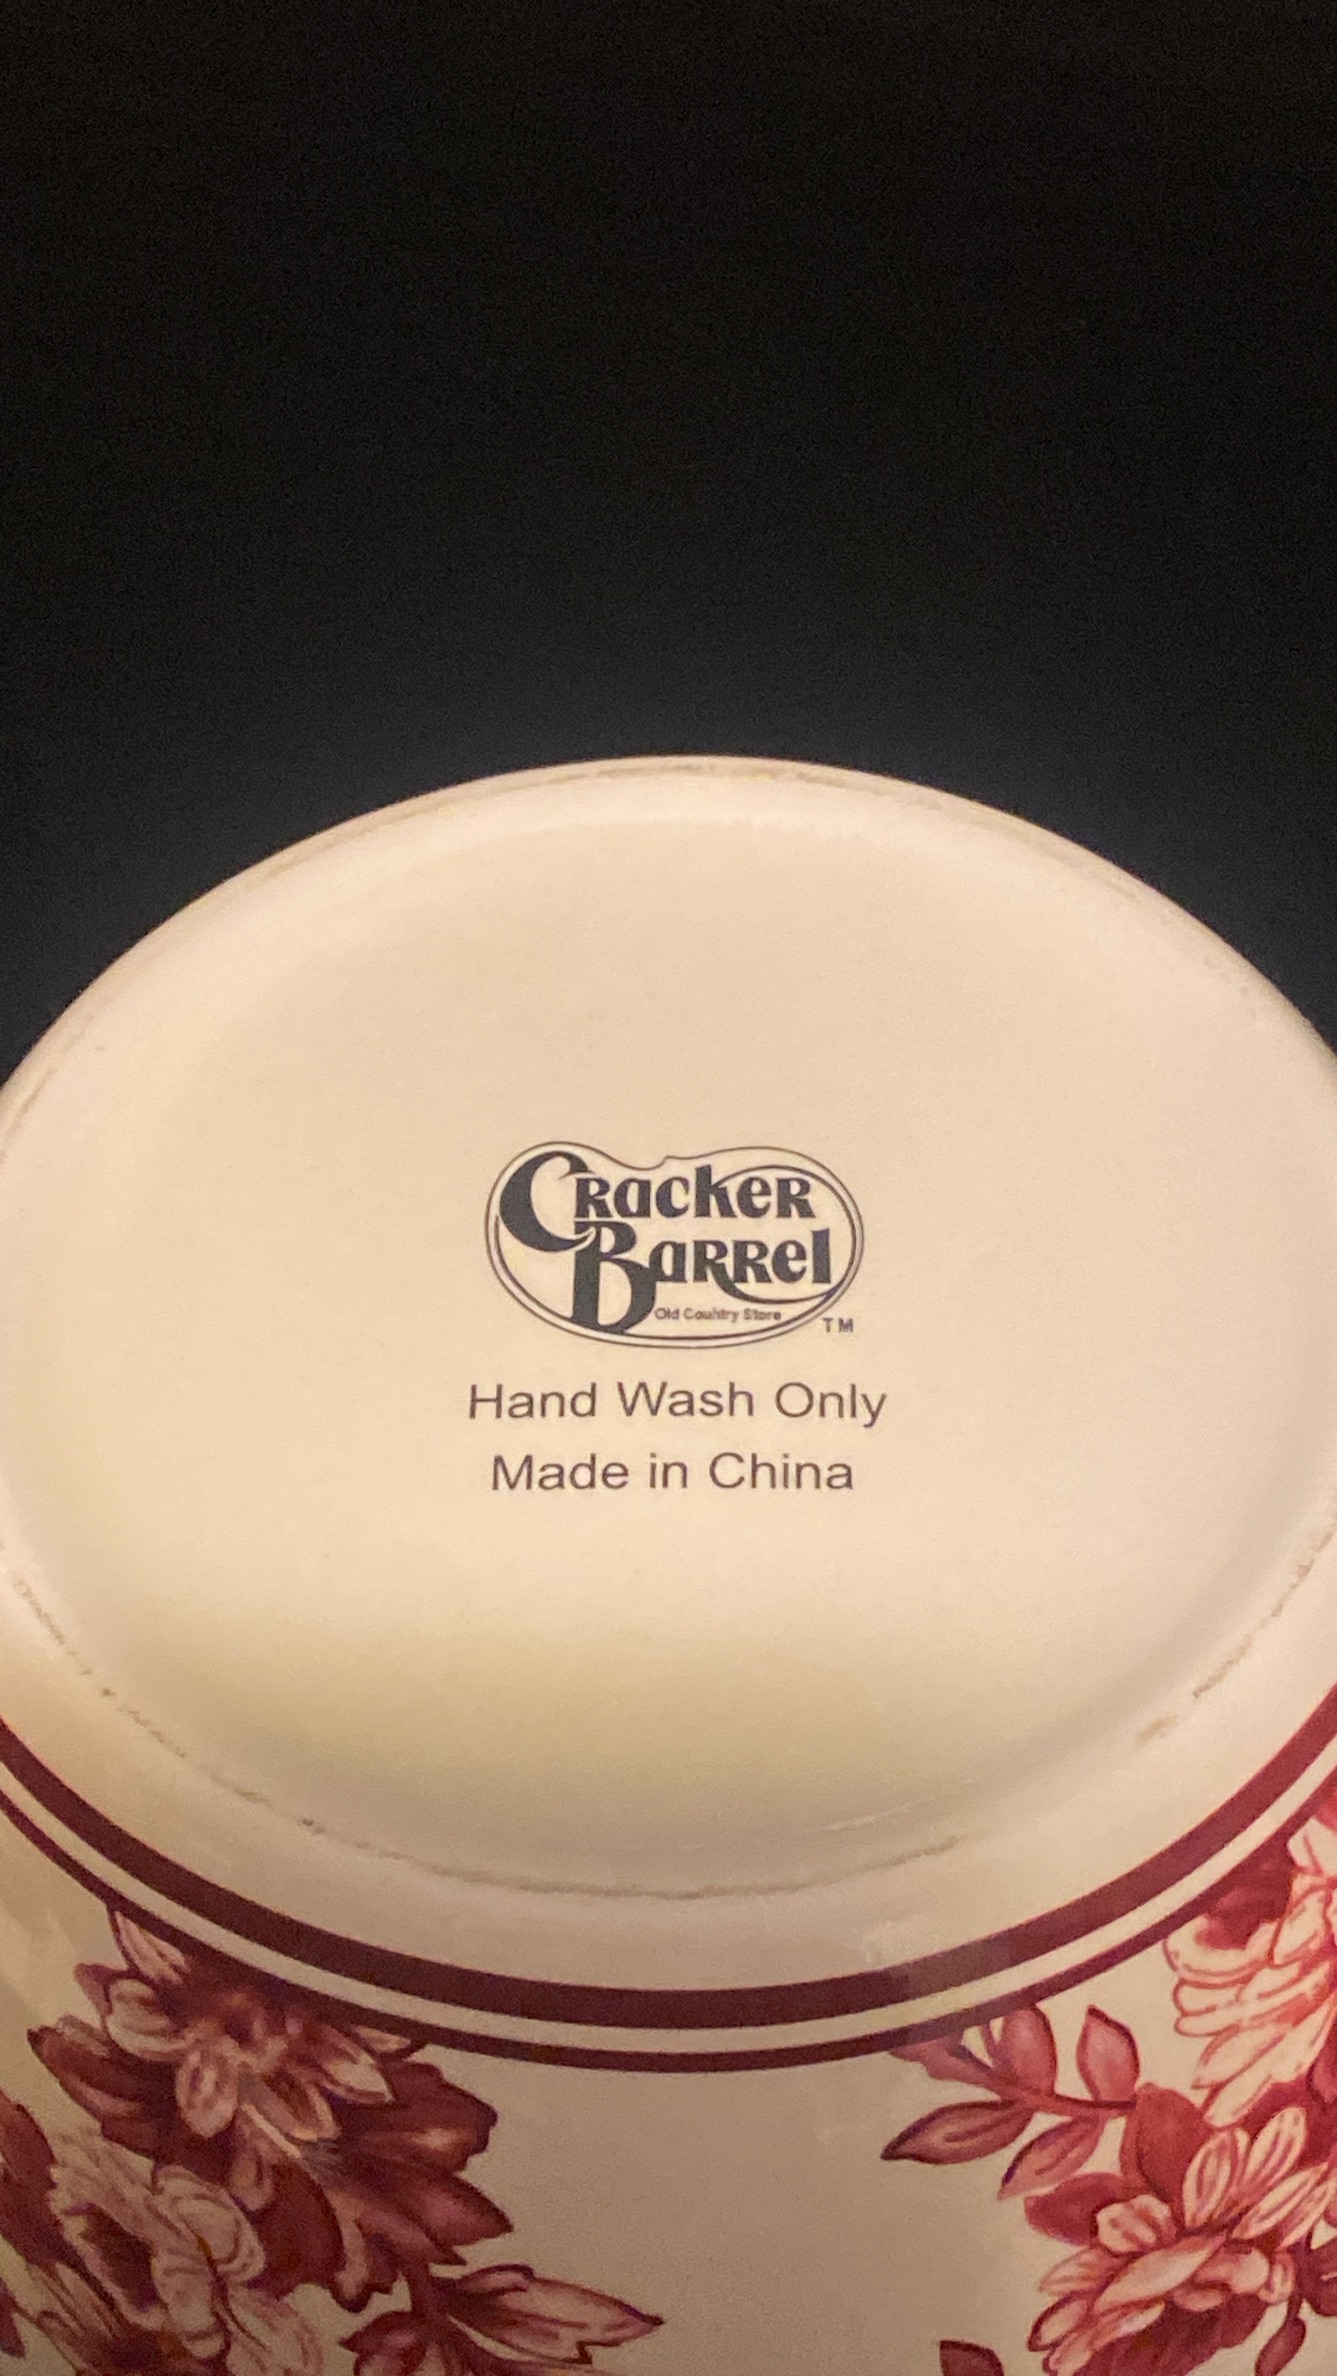 Cracker
Barrel
Old Country Store
TM
Hand Wash Only
Made in China